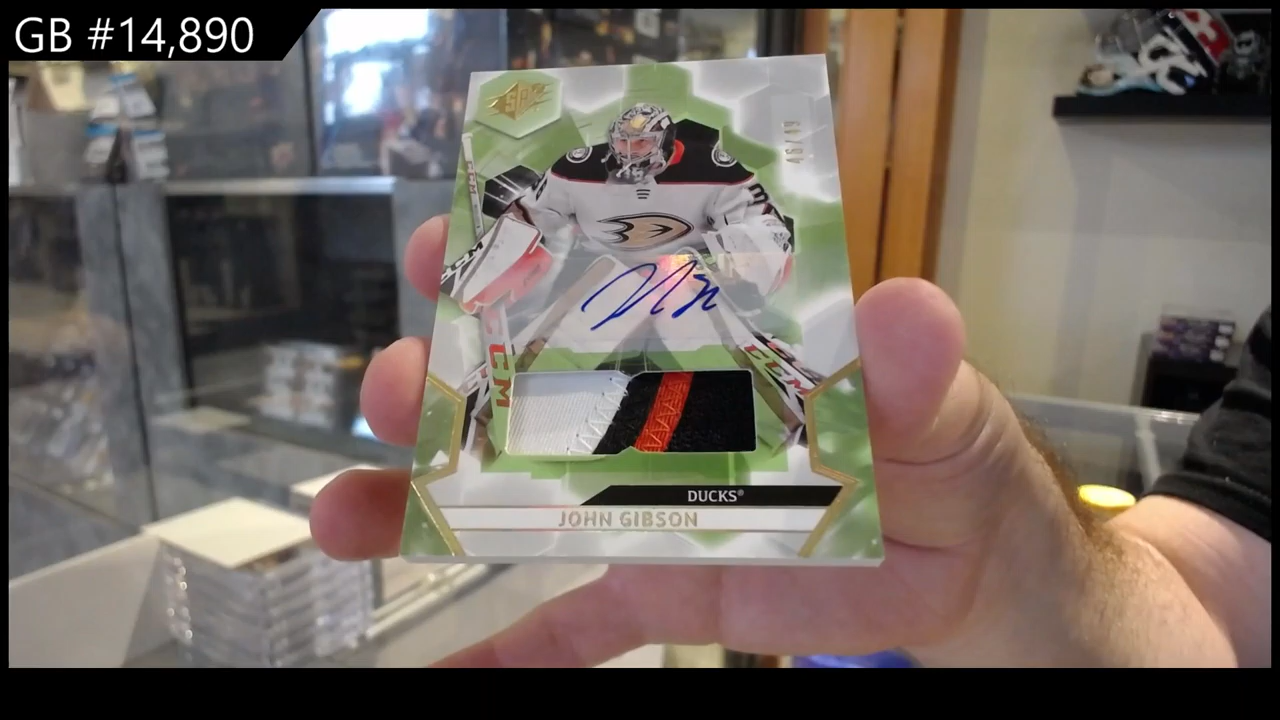 GB #14,890
SPX
CCM
CCM
DUCKS®
JOHN GIBSON